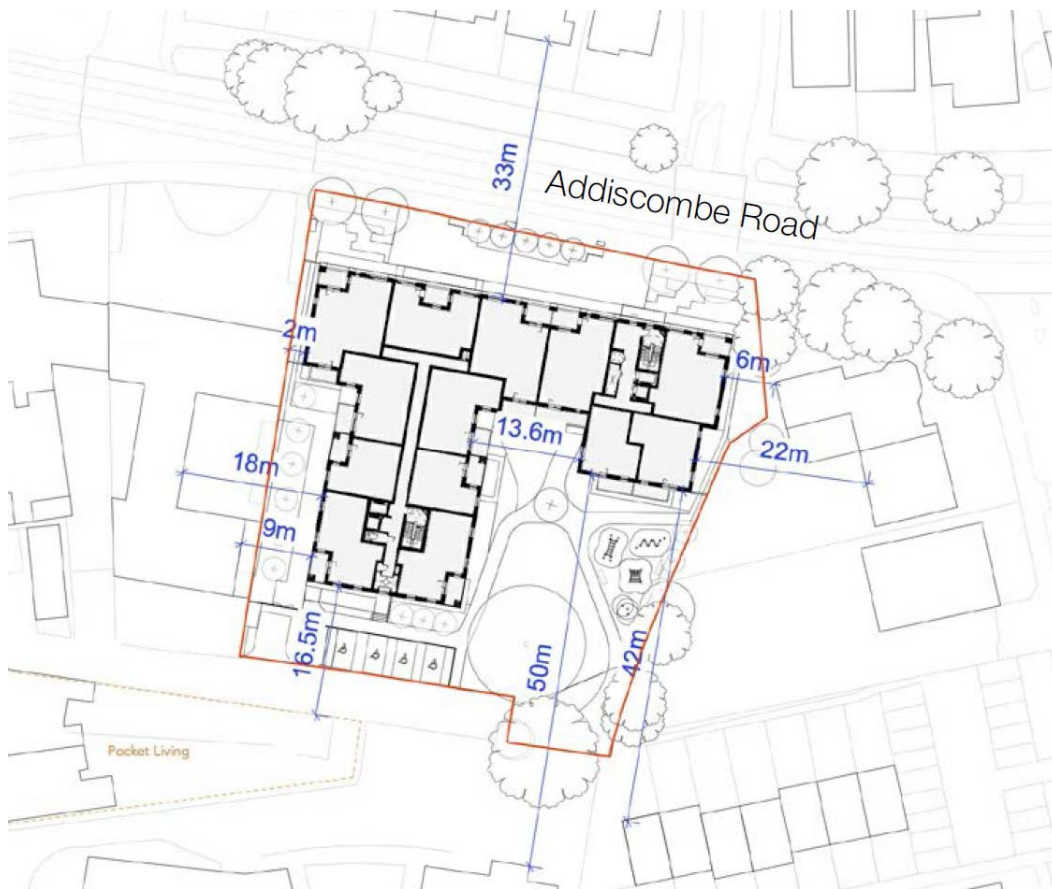 33m
Addiscombe Road
2m
6m
13.6m
22m
18m
9m
16.5m
50m
42m
Pocket Living